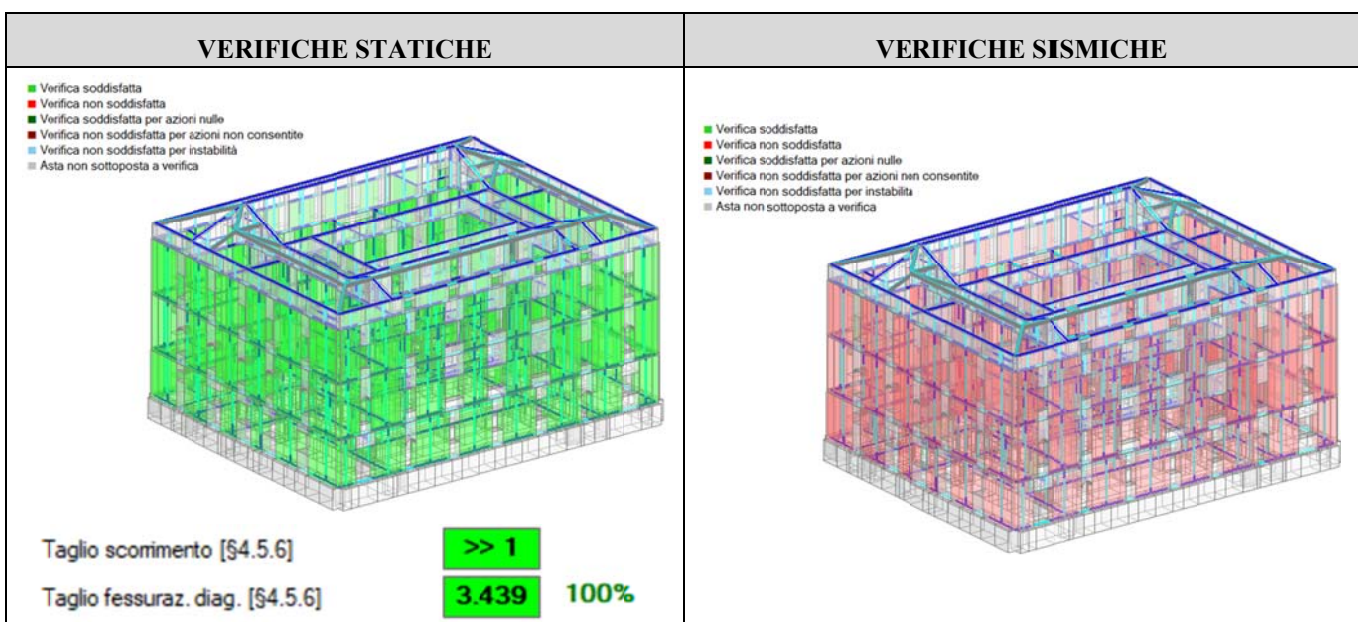 VERIFICHE STATICHE
Verifica soddisfatta
Verifica non soddisfatta
Verifica soddisfatta per azioni nulle
Verifica non soddisfatta per azioni non consentite
Verifica non soddisfatta per instabilità
Asta non sottoposta a verifica
Taglio scorrimento [§4.5.6] >> 1
Taglio fessuraz. diag. [§4.5.6] 3.439 100%
VERIFICHE SISMICHE
Verifica soddisfatta
Verifica non soddisfatta
Verifica soddisfatta per azioni nulle
Verifica non soddisfatta per azioni non consentite
Verifica non soddisfatta per instabilità
Asta non sottoposta a verifica